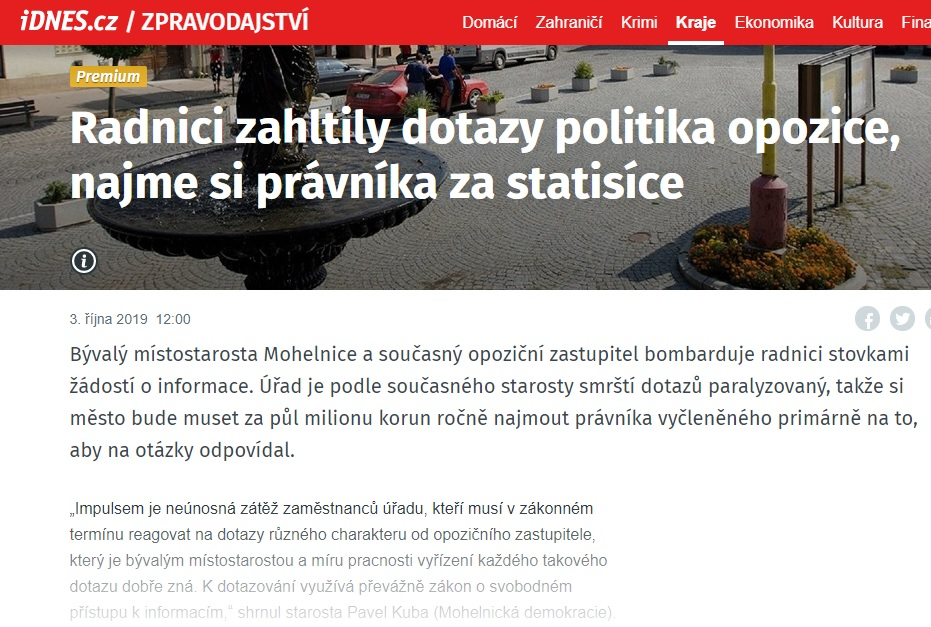 iDNES.cz / ZPRAVODAJSTVÍ Domácí Zahraničí Krimi Kraje Ekonomika Kultura Fina
Premium
Radnici zahltily dotazy politika opozice,
najme si právníka za statisíce
3. října 2019 12:00
Bývalý místostarosta Mohelnice a současný opoziční zastupitel bombarduje radnici stovkami
žádostí o informace. Úřad je podle současného starosty smrští dotazů paralyzovaný, takže si
město bude muset za půl milionu korun ročně najmout právníka vyčleněného primárně na to,
aby na otázky odpovídal.
„Impulsem je neúnosná zátěž zaměstnanců úřadu, kteří musí v zákonném
termínu reagovat na dotazy různého charakteru od opozičního zastupitele,
který je bývalým místostarostou a míru pracnosti vyřízení každého takového
dotazu dobře zná. K dotazování využívá převážně zákon o svobodném
přístupu k informacím,“ shrnul starosta Pavel Kuba (Mohelnická demokracie).